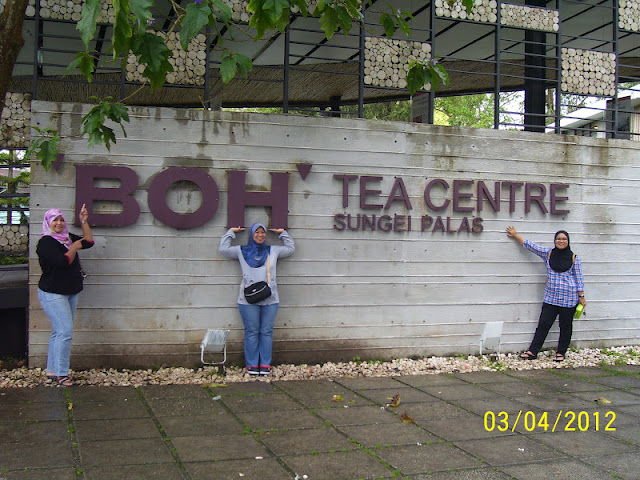 'BOH' TEA CENTRE
SUNGEI PALAS
03/04/2012